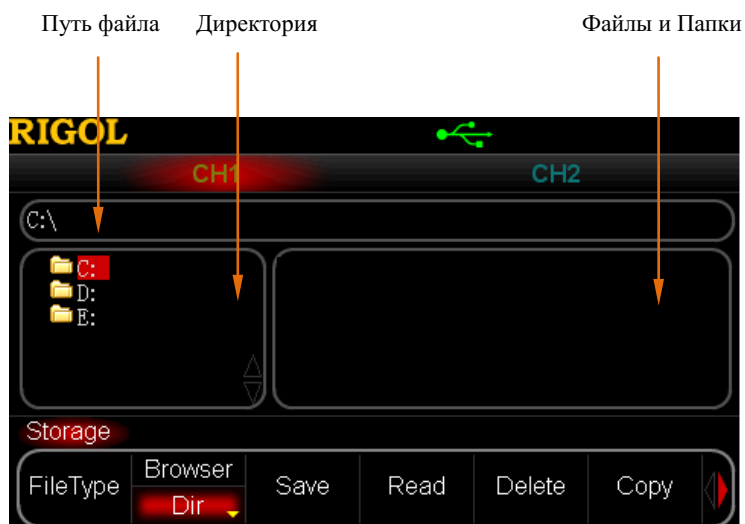 Путь файла Директория Файлы и Папки
RIGOL
CH1 CH2
C:\
C:
D:
E:
Storage
FileType Browser Dir Save Read Delete Copy